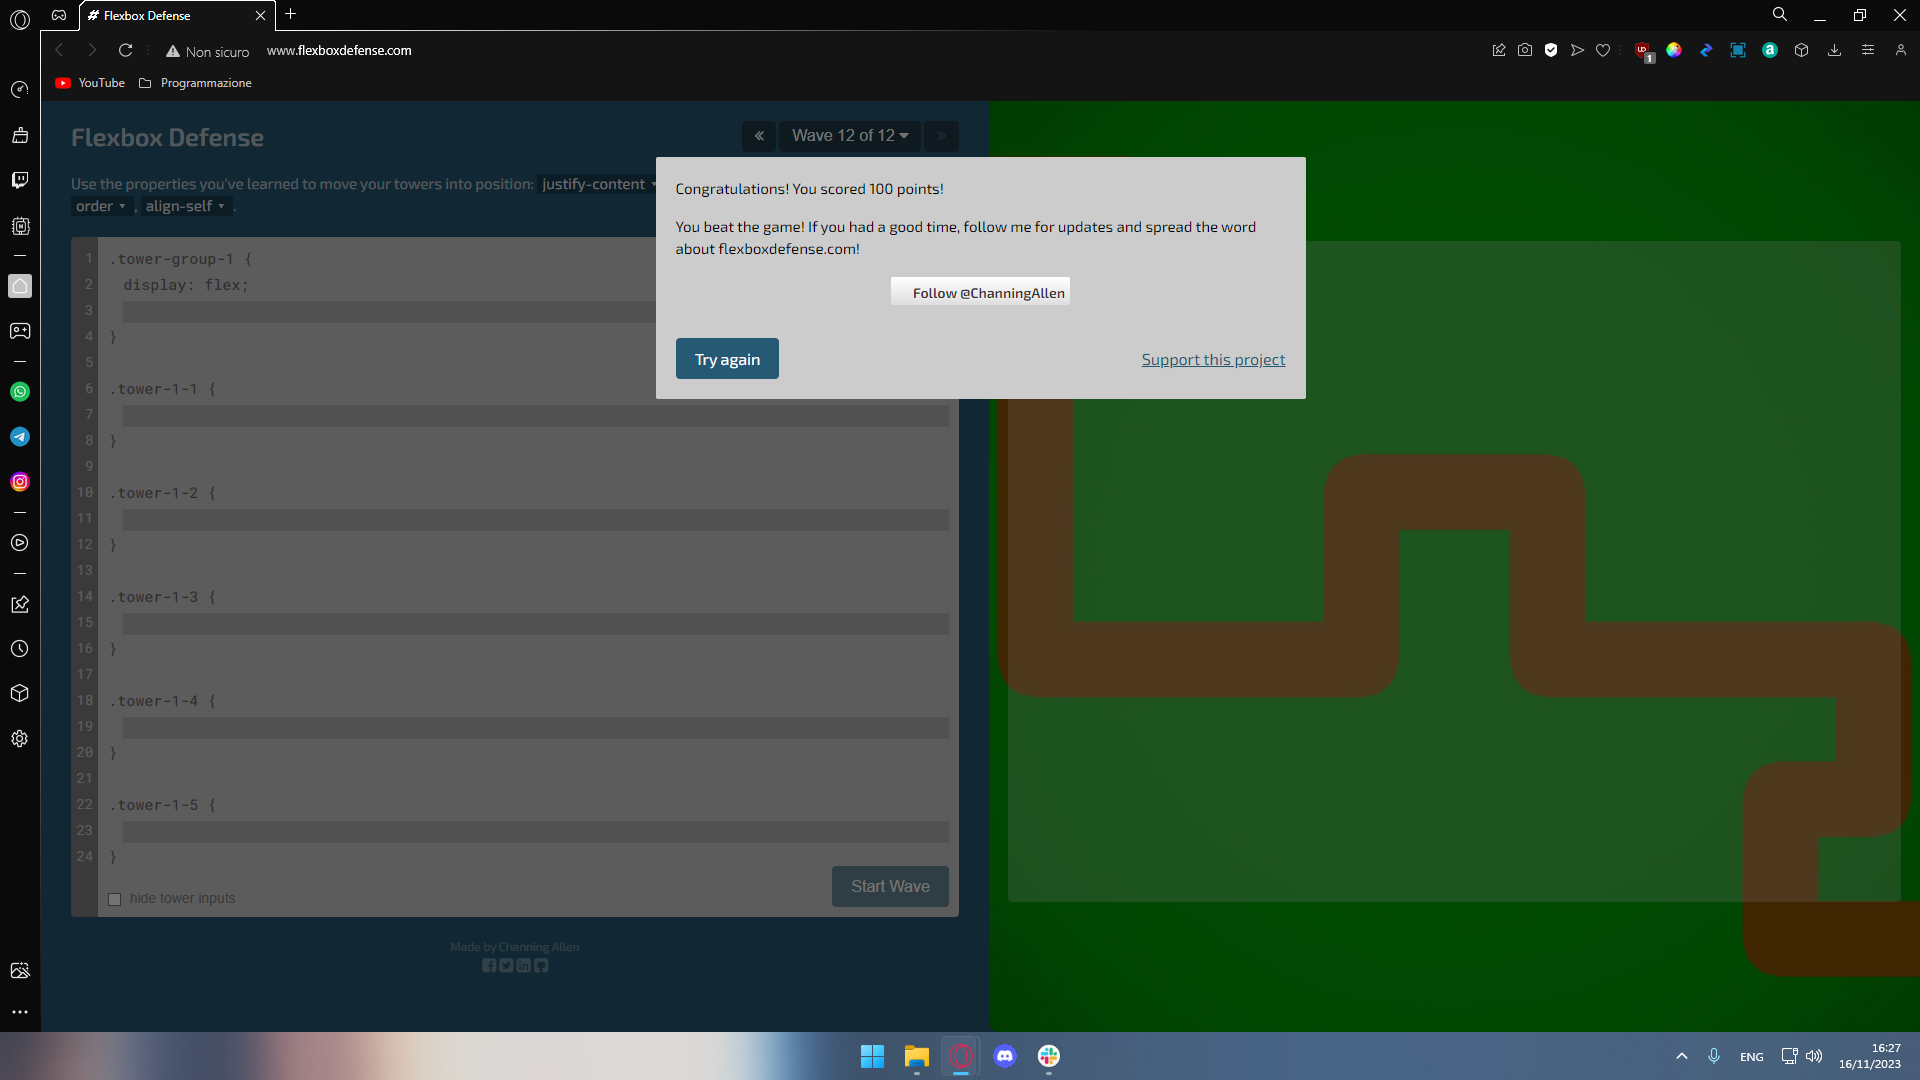 Flexbox Defense
Non sicuro
www.flexboxdefense.com
1
YouTube
Programmazione
Flexbox Defense
« Wave 12 of 12 »
Use the properties you've learned to move your towers into position: justify-content
order , align-self .
Congratulations! You scored 100 points!
You beat the game! If you had a good time, follow me for updates and spread the word
about flexboxdefense.com!
Follow @ChanningAllen
Try again
Support this project
1 .tower-group-1 {
2 display: flex;
3
4 }
5
6 .tower-1-1 {
7
8 }
9
10 .tower-1-2 {
11
12 }
13
14 .tower-1-3 {
15
16 }
17
18 .tower-1-4 {
19
20 }
21
22 .tower-1-5 {
23
24 }
hide tower inputs
Start Wave
Made by Channing Allen
ENG
16:27
16/11/2023